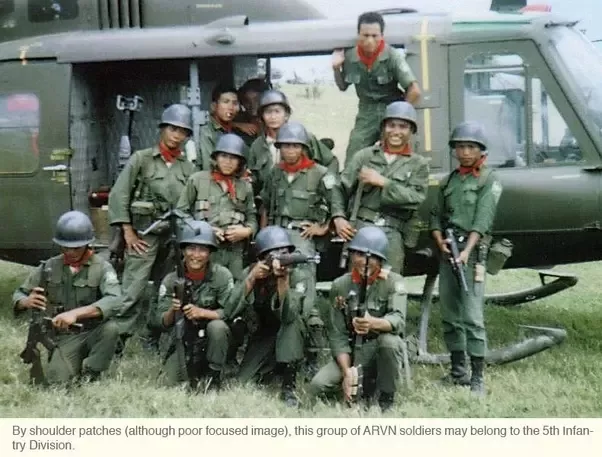 By shoulder patches (although poor focused image), this group of ARVN soldiers may belong to the 5th Infan-
try Division.